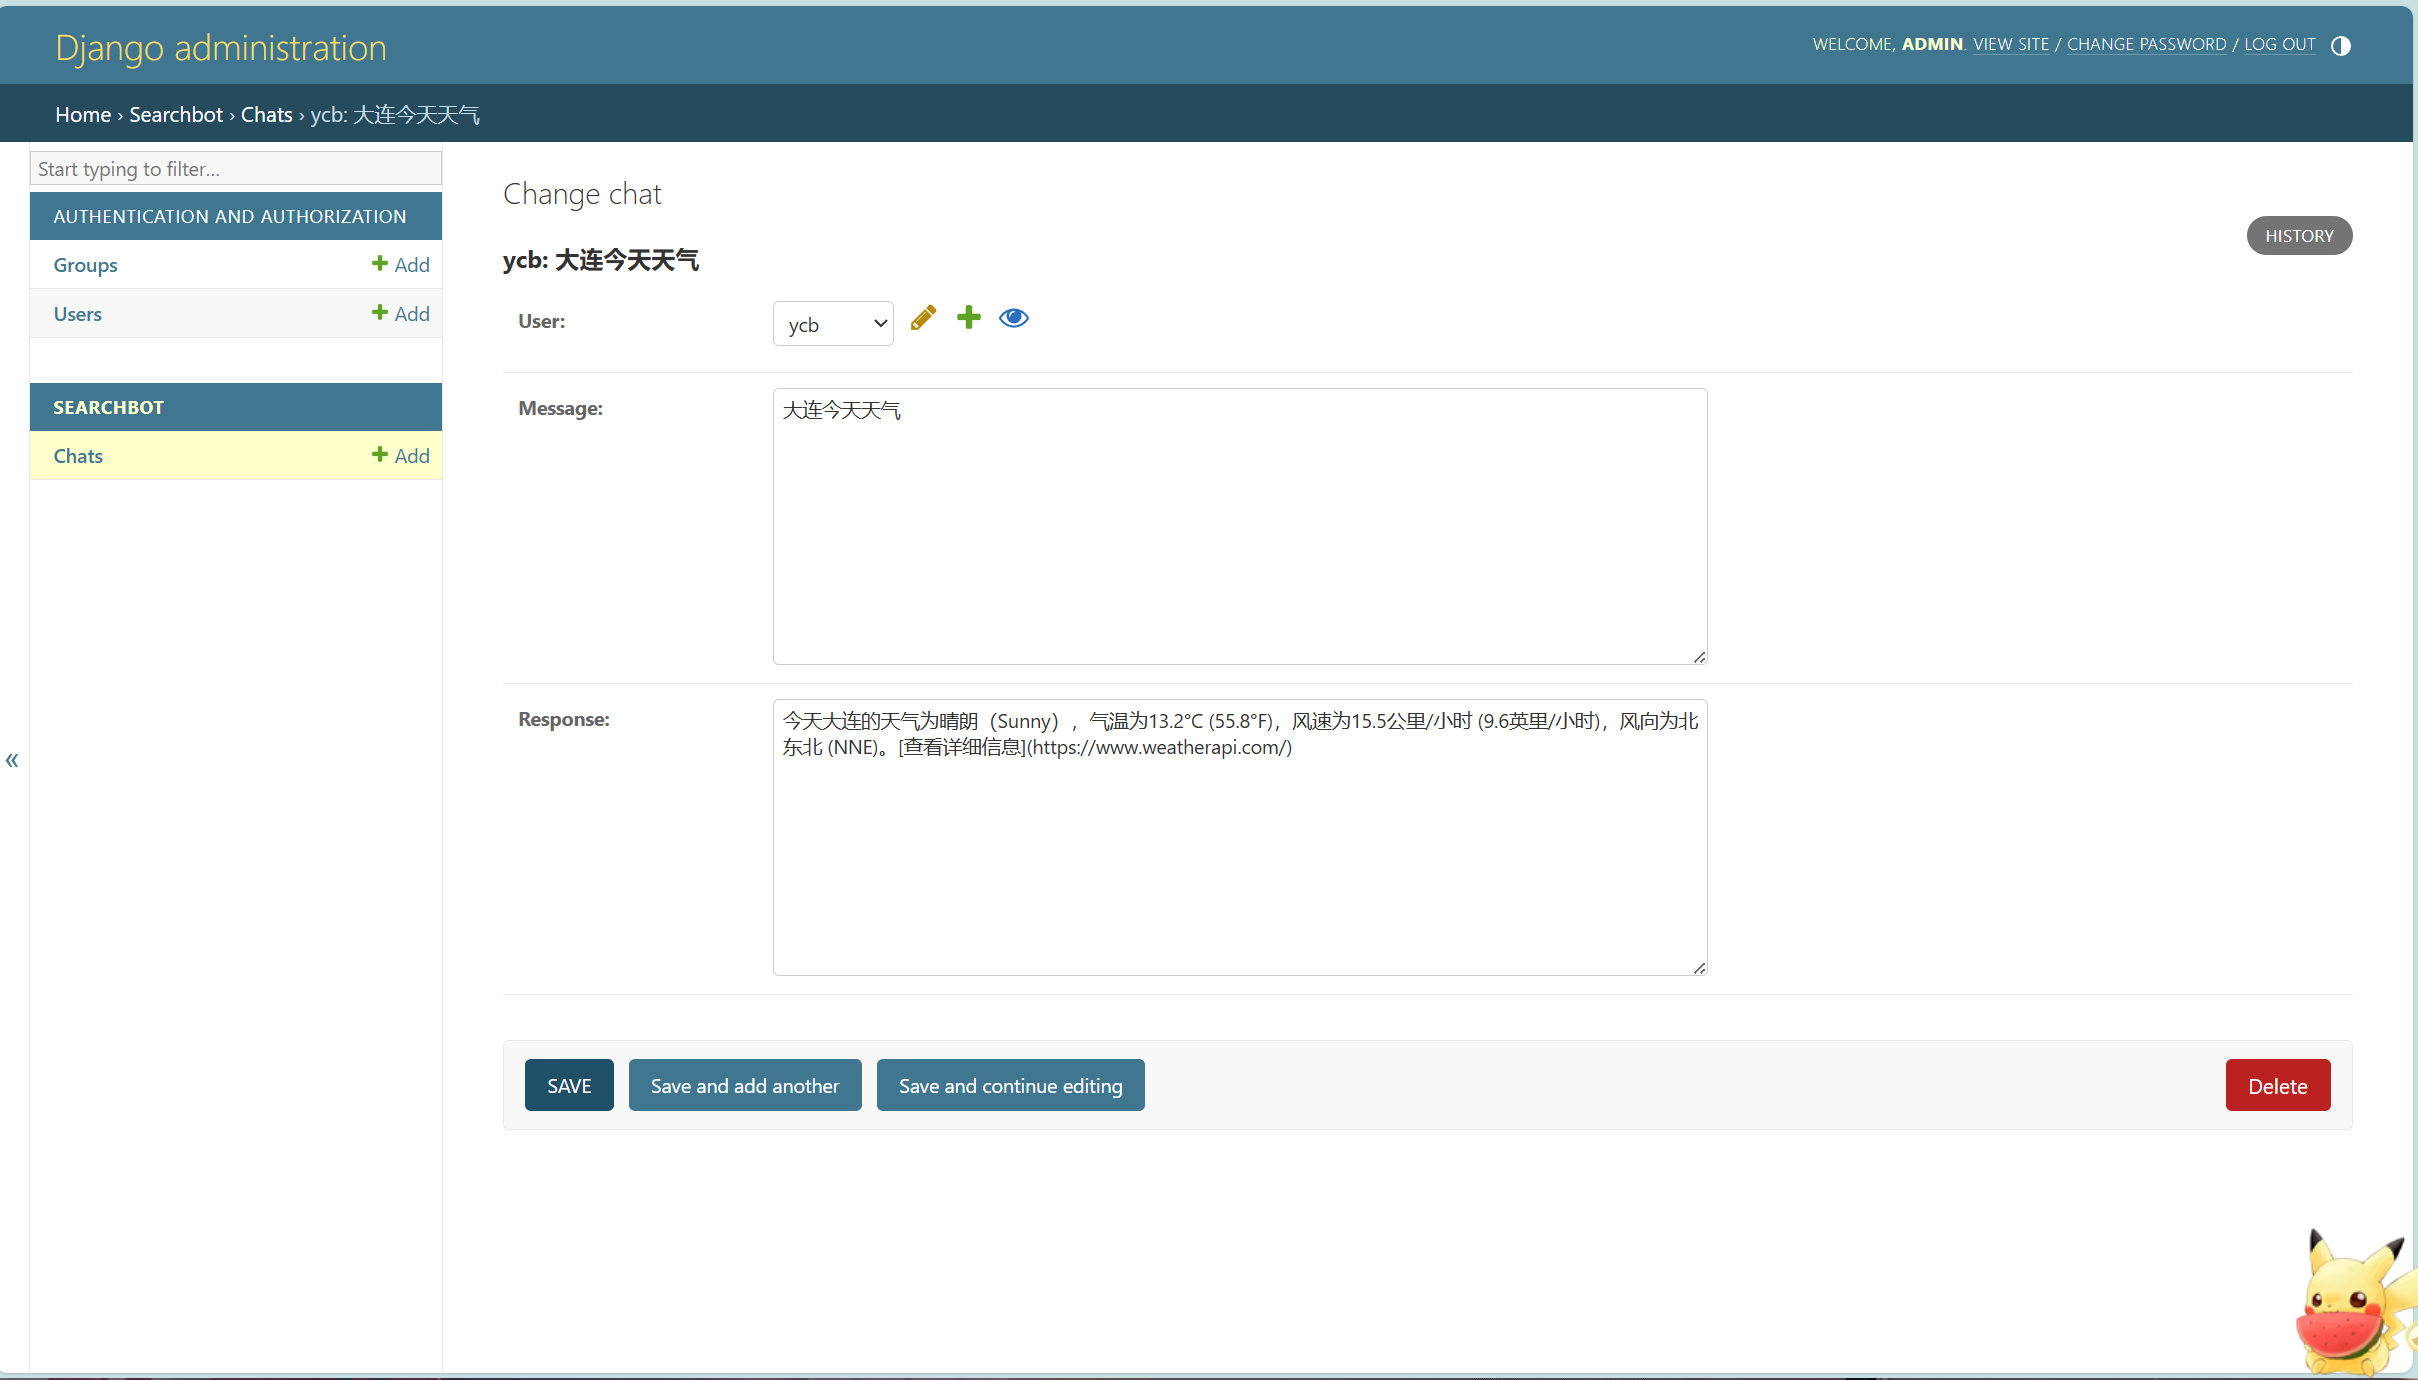 Django administration
WELCOME, ADMIN. VIEW SITE / CHANGE PASSWORD / LOG OUT
Home › Searchbot › Chats › ycb: 大连今天天气
Start typing to filter...
AUTHENTICATION AND AUTHORIZATION
Groups Add
Users Add
SEARCHBOT
Chats Add
«
Change chat
HISTORY
ycb: 大连今天天气
User: ycb
Message: 大连今天天气
Response: 今天大连的天气为晴朗（Sunny），气温为13.2°C (55.8°F)，风速为15.5公里/小时 (9.6英里/小时)，风向为北
东北 (NNE)。[查看详细信息](https://www.weatherapi.com/)
SAVE Save and add another Save and continue editing Delete